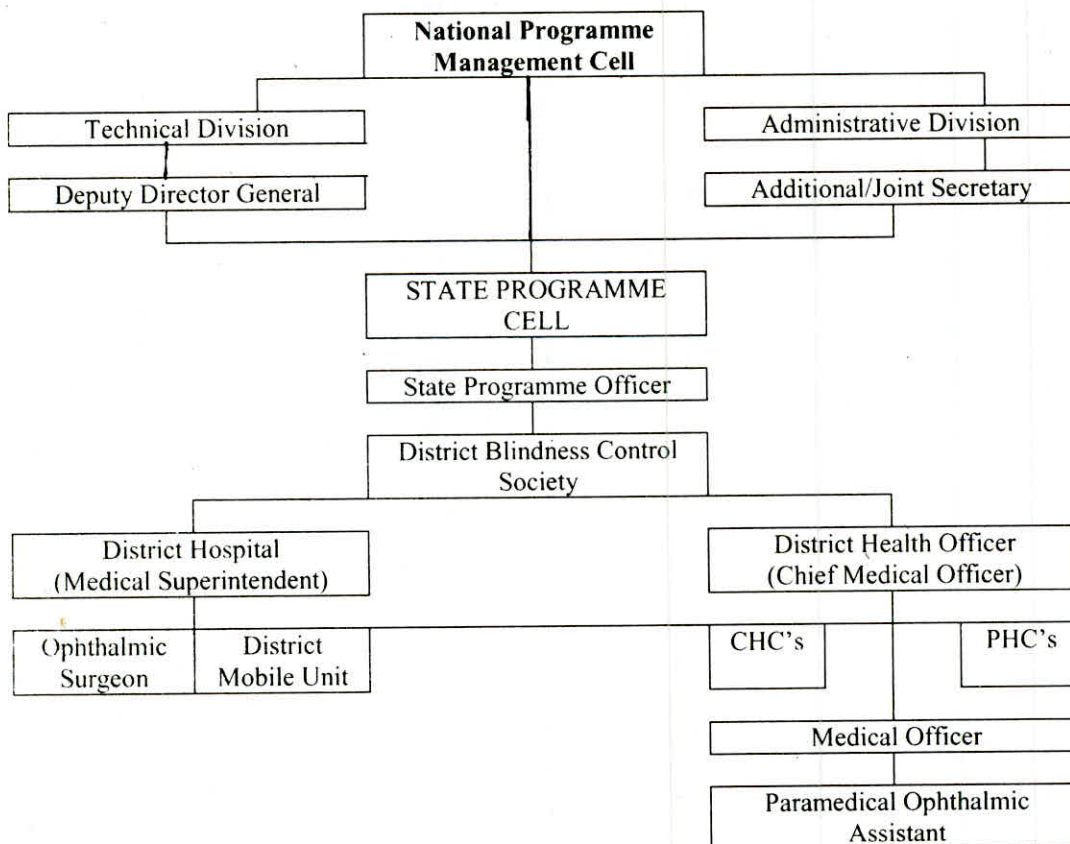 National Programme
Management Cell
Technical Division
Administrative Division
Deputy Director General
Additional/Joint Secretary
STATE PROGRAMME
CELL
State Programme Officer
District Blindness Control
Society
District Hospital
(Medical Superintendent)
District Health Officer
(Chief Medical Officer)
Ophthalmic
Surgeon
District
Mobile Unit
CHC's
PHC's
Medical Officer
Paramedical Ophthalmic
Assistant